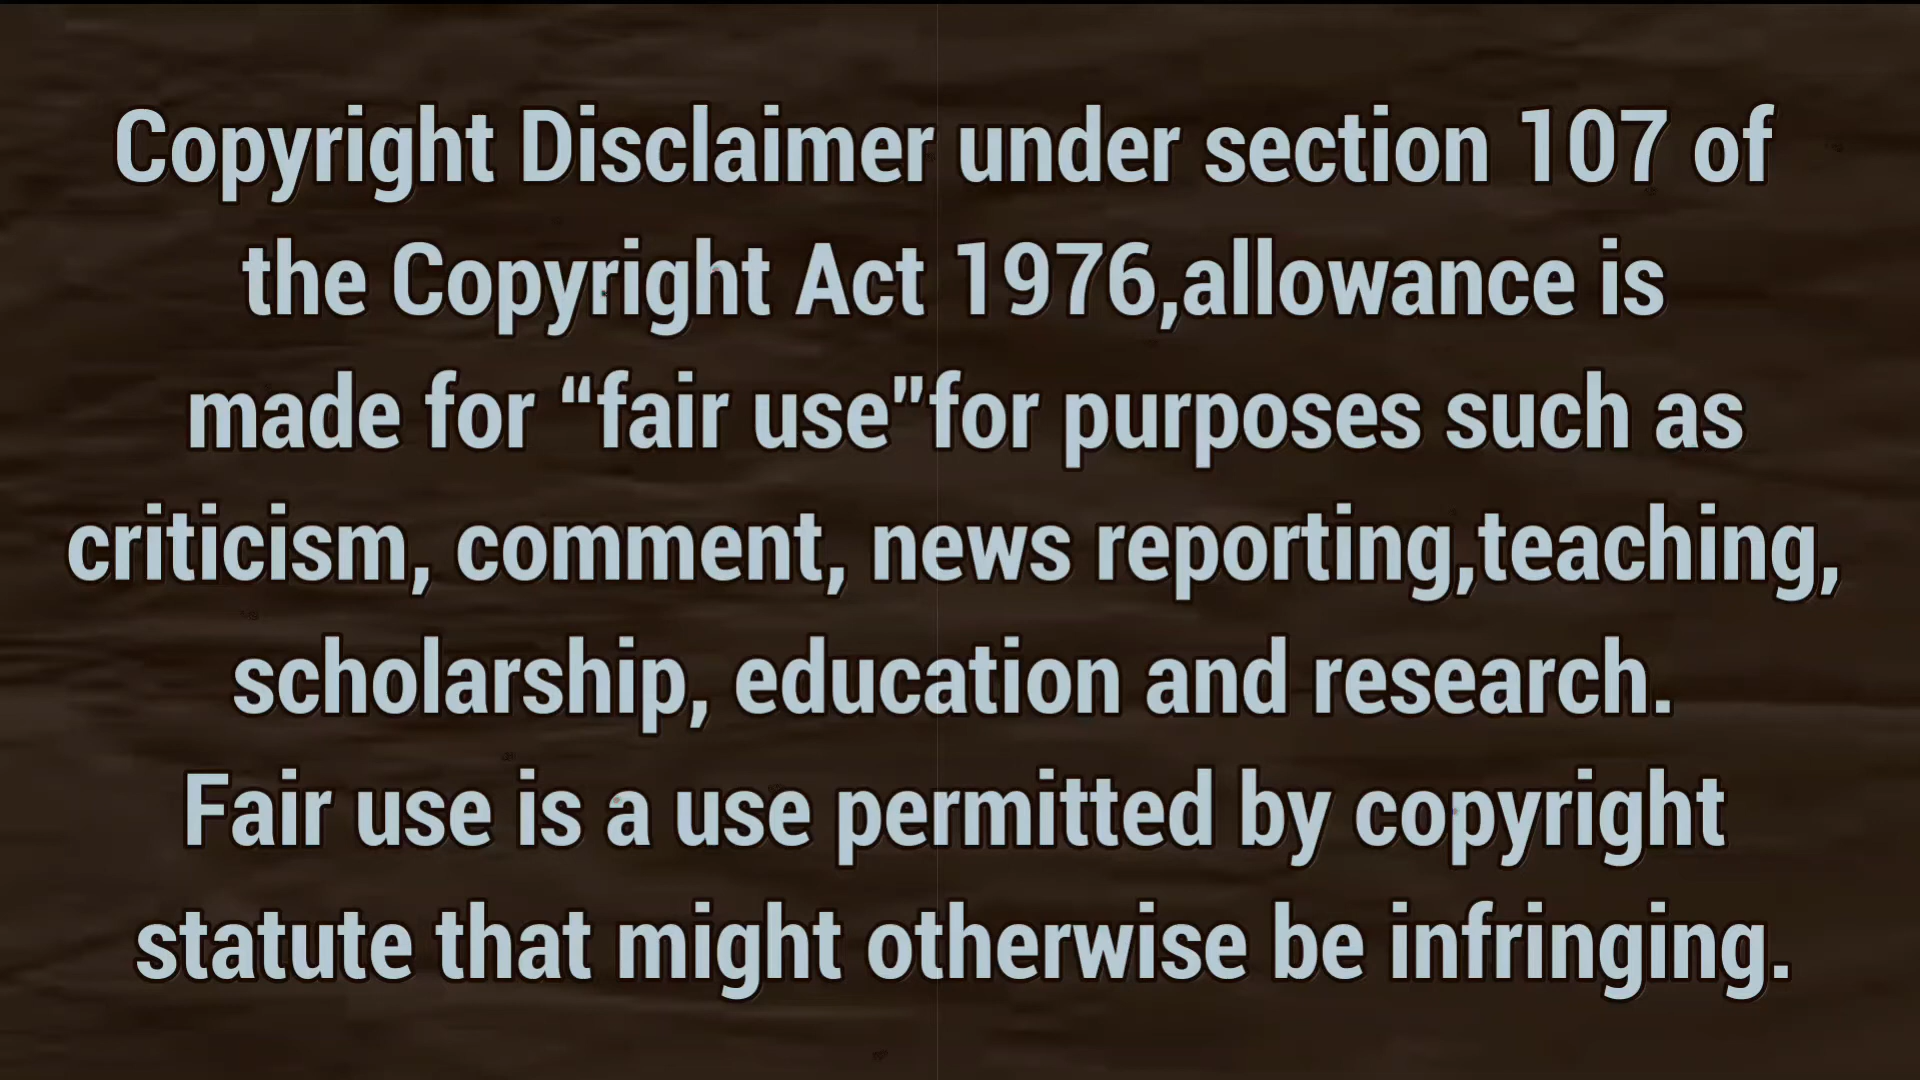 Copyright Disclaimer under section 107 of
the Copyright Act 1976,allowance is
made for “fair use”for purposes such as
criticism, comment, news reporting,teaching,
scholarship, education and research.
Fair use is a use permitted by copyright
statute that might otherwise be infringing.